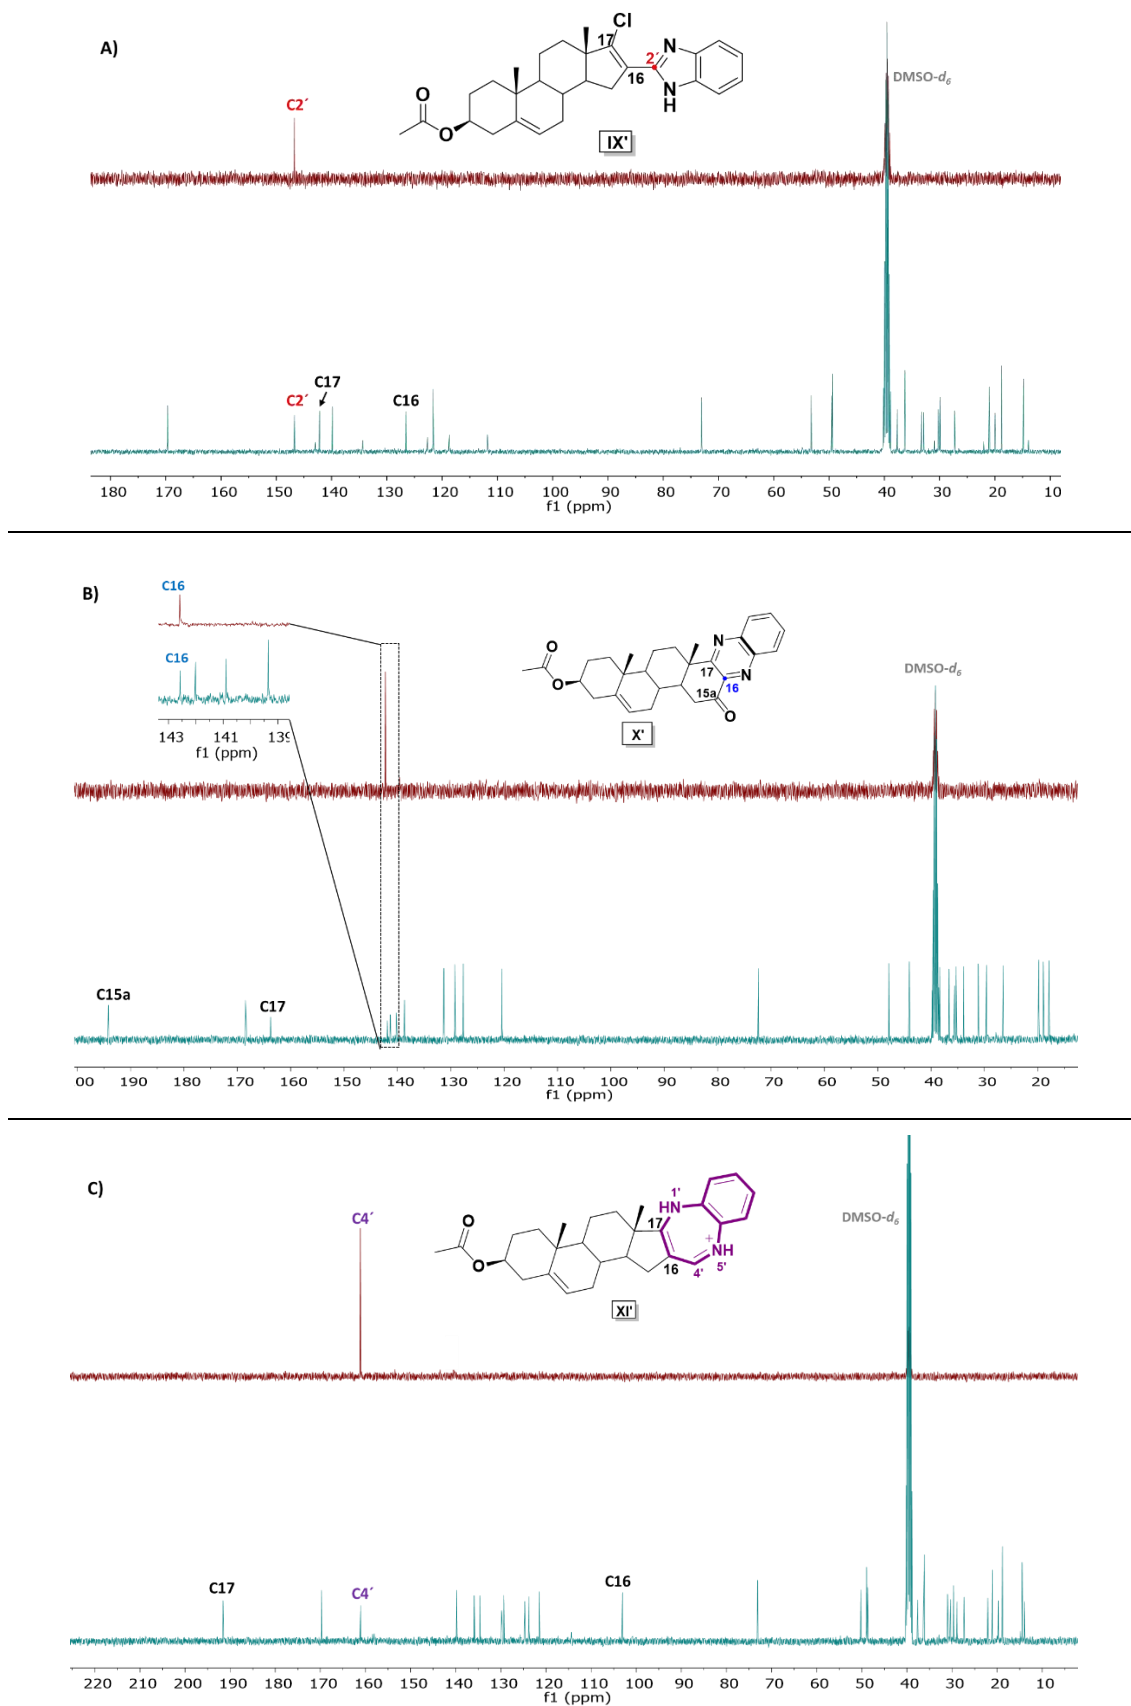 A)
Cl
17
N
2´
16
N
H
O
O
IX'
C2´
DMSO-d6
C17
C2´
C16
180 170 160 150 140 130 120 110 100 90 80 70 60 50 40 30 20 10
f1 (ppm)
B)
C16
C16
143 141 139
f1 (ppm)
N
17
N
16
15a
O
O
O
X'
DMSO-d6
C15a
C17
00 190 180 170 160 150 140 130 120 110 100 90 80 70 60 50 40 30 20
f1 (ppm)
C)
C4´
1'
NH
17
+
NH
16
4'
5'
O
O
XI'
DMSO-d6
C17
C4´
C16
220 210 200 190 180 170 160 150 140 130 120 110 100 90 80 70 60 50 40 30 20 10
f1 (ppm)